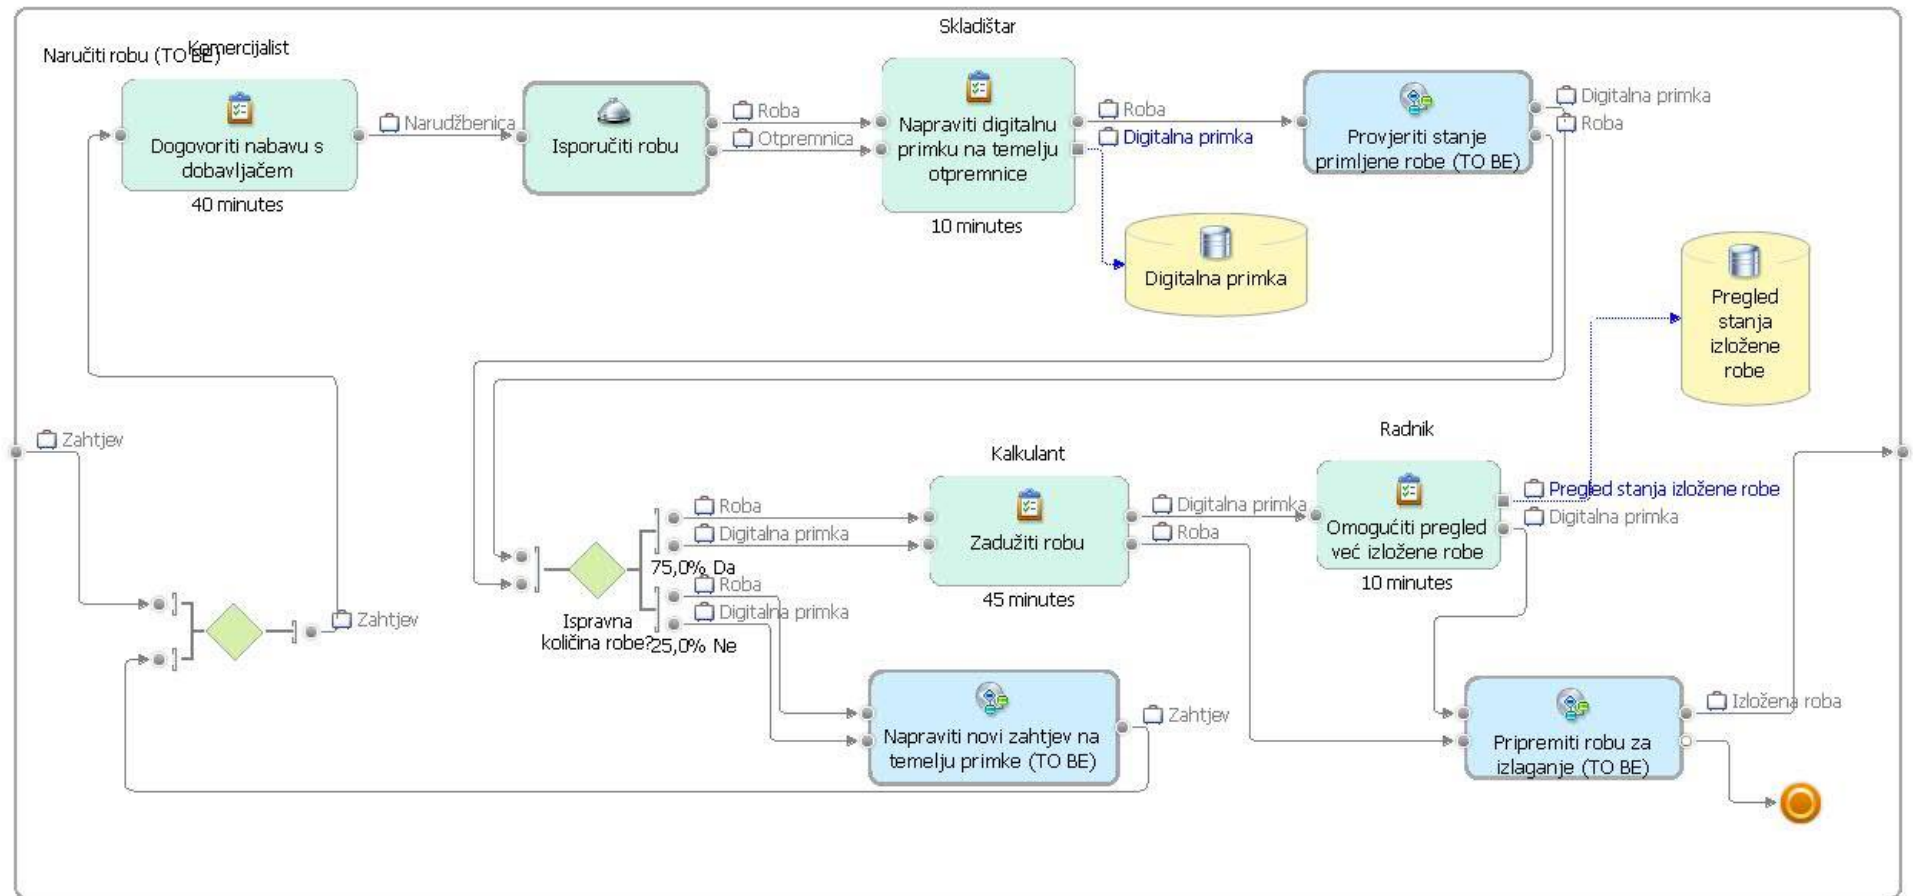 Skladištar
Komercijalist
Naručiti robu (TO BE)
Dogovoriti nabavu s
dobavljačem
40 minutes
Narudžbenica
Isporučiti robu
Roba
Otpremnica
Napraviti digitalnu
primku na temelju
otpremnice
10 minutes
Roba
Digitalna primka
Digitalna primka
Provjeriti stanje
primljene robe (TO BE)
Digitalna primka
Roba
Pregled
stanja
izložene
robe
Zahtjev
Zahtjev
Ispravna
količina robe?
Roba
Digitalna primka
75,0% Da
Roba
Digitalna primka
25,0% Ne
Kalkulant
Zadužiti robu
45 minutes
Digitalna primka
Roba
Radnik
Omogućiti pregled
već izložene robe
10 minutes
Pregled stanja izložene robe
Digitalna primka
Napraviti novi zahtjev na
temelju primke (TO BE)
Zahtjev
Pripremiti robu za
izlaganje (TO BE)
Izložena roba